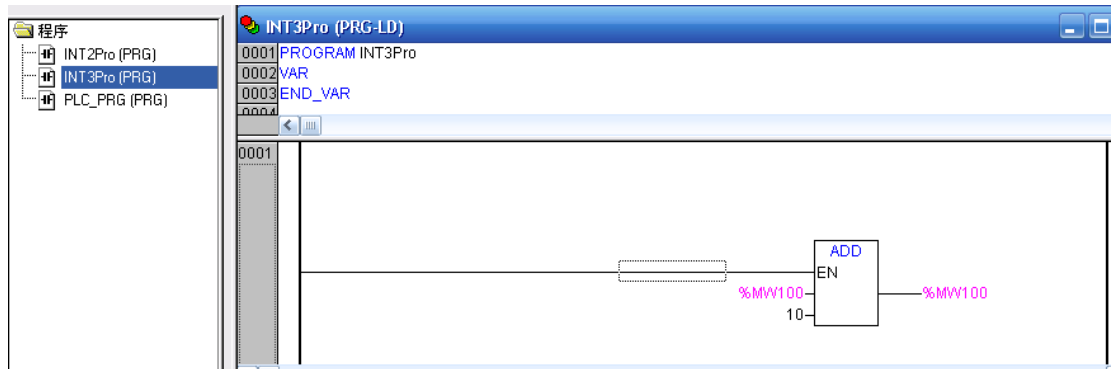 程序
INT2Pro (PRG)
INT3Pro (PRG)
PLC_PRG (PRG)
INT3Pro (PRG-LD)
0001 PROGRAM INT3Pro
0002 VAR
0003 END_VAR
0004
0001
ADD
EN
%MW100
%MW100
10